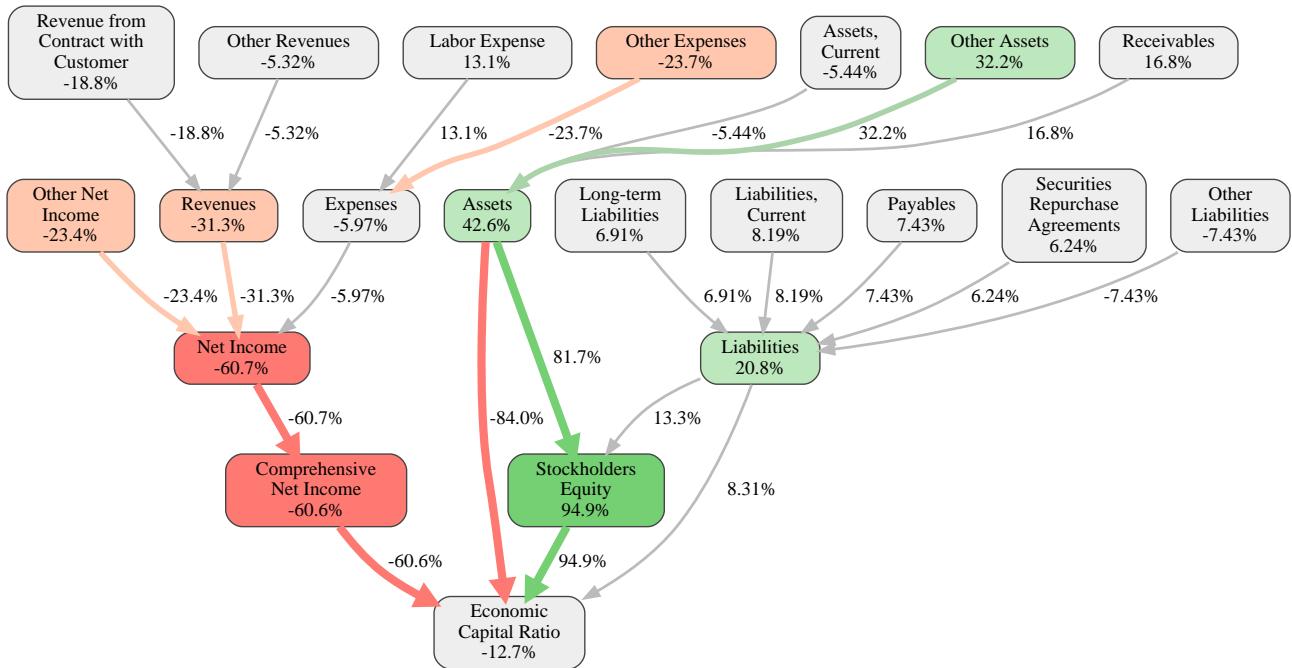 Revenue from
Contract with
Customer
-18.8%
Other Revenues
-5.32%
Labor Expense
13.1%
Other Expenses
-23.7%
Assets,
Current
-5.44%
Other Assets
32.2%
Receivables
16.8%
-18.8%
-5.32%
13.1%
-23.7%
-5.44%
32.2%
16.8%
Other Net
Income
-23.4%
Revenues
-31.3%
Expenses
-5.97%
Assets
42.6%
Long-term
Liabilities
6.91%
Liabilities,
Current
8.19%
Payables
7.43%
Securities
Repurchase
Agreements
6.24%
Other
Liabilities
-7.43%
-23.4%
-31.3%
-5.97%
6.91%
8.19%
7.43%
6.24%
-7.43%
Net Income
-60.7%
81.7%
Liabilities
20.8%
-60.7%
-84.0%
13.3%
Comprehensive
Net Income
-60.6%
Stockholders
Equity
94.9%
8.31%
-60.6%
94.9%
Economic
Capital Ratio
-12.7%